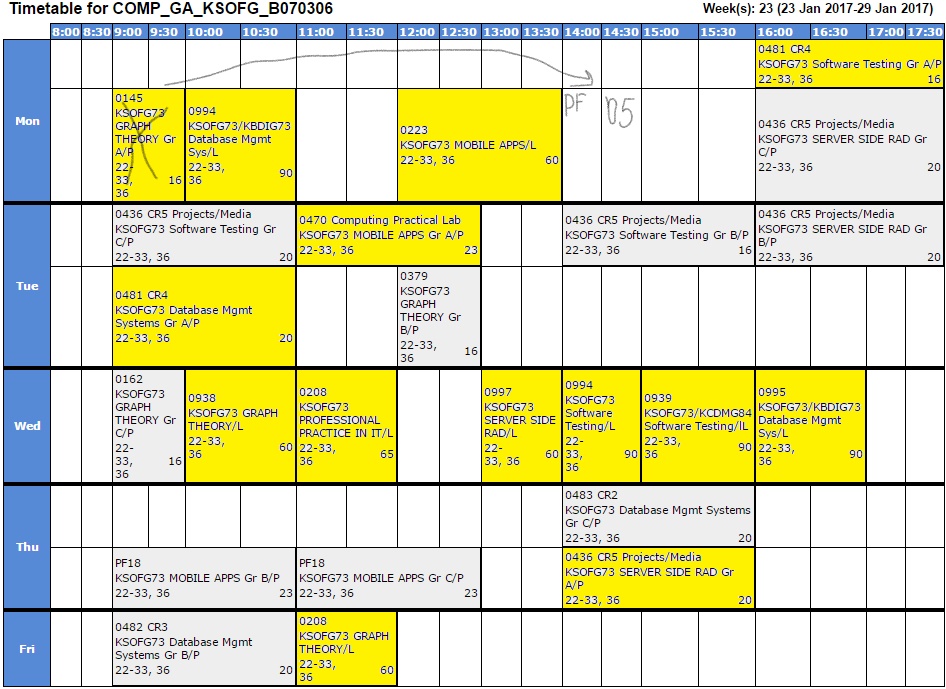 Timetable for COMP_GA_KSOFG_B070306
Week(s): 23 (23 Jan 2017-29 Jan 2017)
8:00 8:30 9:00 9:30 10:00 10:30 11:00 11:30 12:00 12:30 13:00 13:30 14:00 14:30 15:00 15:30 16:00 16:30 17:00 17:30
Mon
0481 CR4
KSOFG73 Software Testing Gr A/P
22-33, 36 16
0145
KSOFG73
GRAPH
THEORY Gr
A/P
22-
33, 16
36
0994
KSOFG73/KBDIG73
Database Mgmt
Sys/L
22-33, 90
36
0223
KSOFG73 MOBILE APPS/L
22-33, 36 60
PF 05
0436 CR5 Projects/Media
KSOFG73 SERVER SIDE RAD Gr
C/P
22-33, 36 20
Tue
0436 CR5 Projects/Media
KSOFG73 Software Testing Gr
C/P
22-33, 36 20
0470 Computing Practical Lab
KSOFG73 MOBILE APPS Gr A/P
22-33, 36 23
0436 CR5 Projects/Media
KSOFG73 Software Testing Gr B/P
22-33, 36 16
0436 CR5 Projects/Media
KSOFG73 SERVER SIDE RAD Gr
B/P
22-33, 36 20
0481 CR4
KSOFG73 Database Mgmt
Systems Gr A/P
22-33, 36 20
0379
KSOFG73
GRAPH
THEORY Gr
B/P
22-33, 16
36
Wed
0162
KSOFG73
GRAPH
THEORY Gr
C/P
22-
33, 16
36
0938
KSOFG73 GRAPH
THEORY/L
22-33, 60
36
0208
KSOFG73
PROFESSIONAL
PRACTICE IN IT/L
22-33, 65
36
0997
KSOFG73
SERVER SIDE
RAD/L
22-
33, 36 60
0994
KSOFG73
Software
Testing/L
22-
33, 90
36
0939
KSOFG73/KCDMG84
Software Testing/IL
22-33, 90
36
0995
KSOFG73/KBDIG73
Database Mgmt
Sys/L
22-33, 90
36
Thu
0483 CR2
KSOFG73 Database Mgmt Systems
Gr C/P
22-33, 36 20
PF18
KSOFG73 MOBILE APPS Gr B/P
22-33, 36 23
PF18
KSOFG73 MOBILE APPS Gr C/P
22-33, 36 23
0436 CR5 Projects/Media
KSOFG73 SERVER SIDE RAD Gr
A/P
22-33, 36 20
Fri
0482 CR3
KSOFG73 Database Mgmt
Systems Gr B/P
22-33, 36 20
0208
KSOFG73 GRAPH
THEORY/L
22-33, 60
36